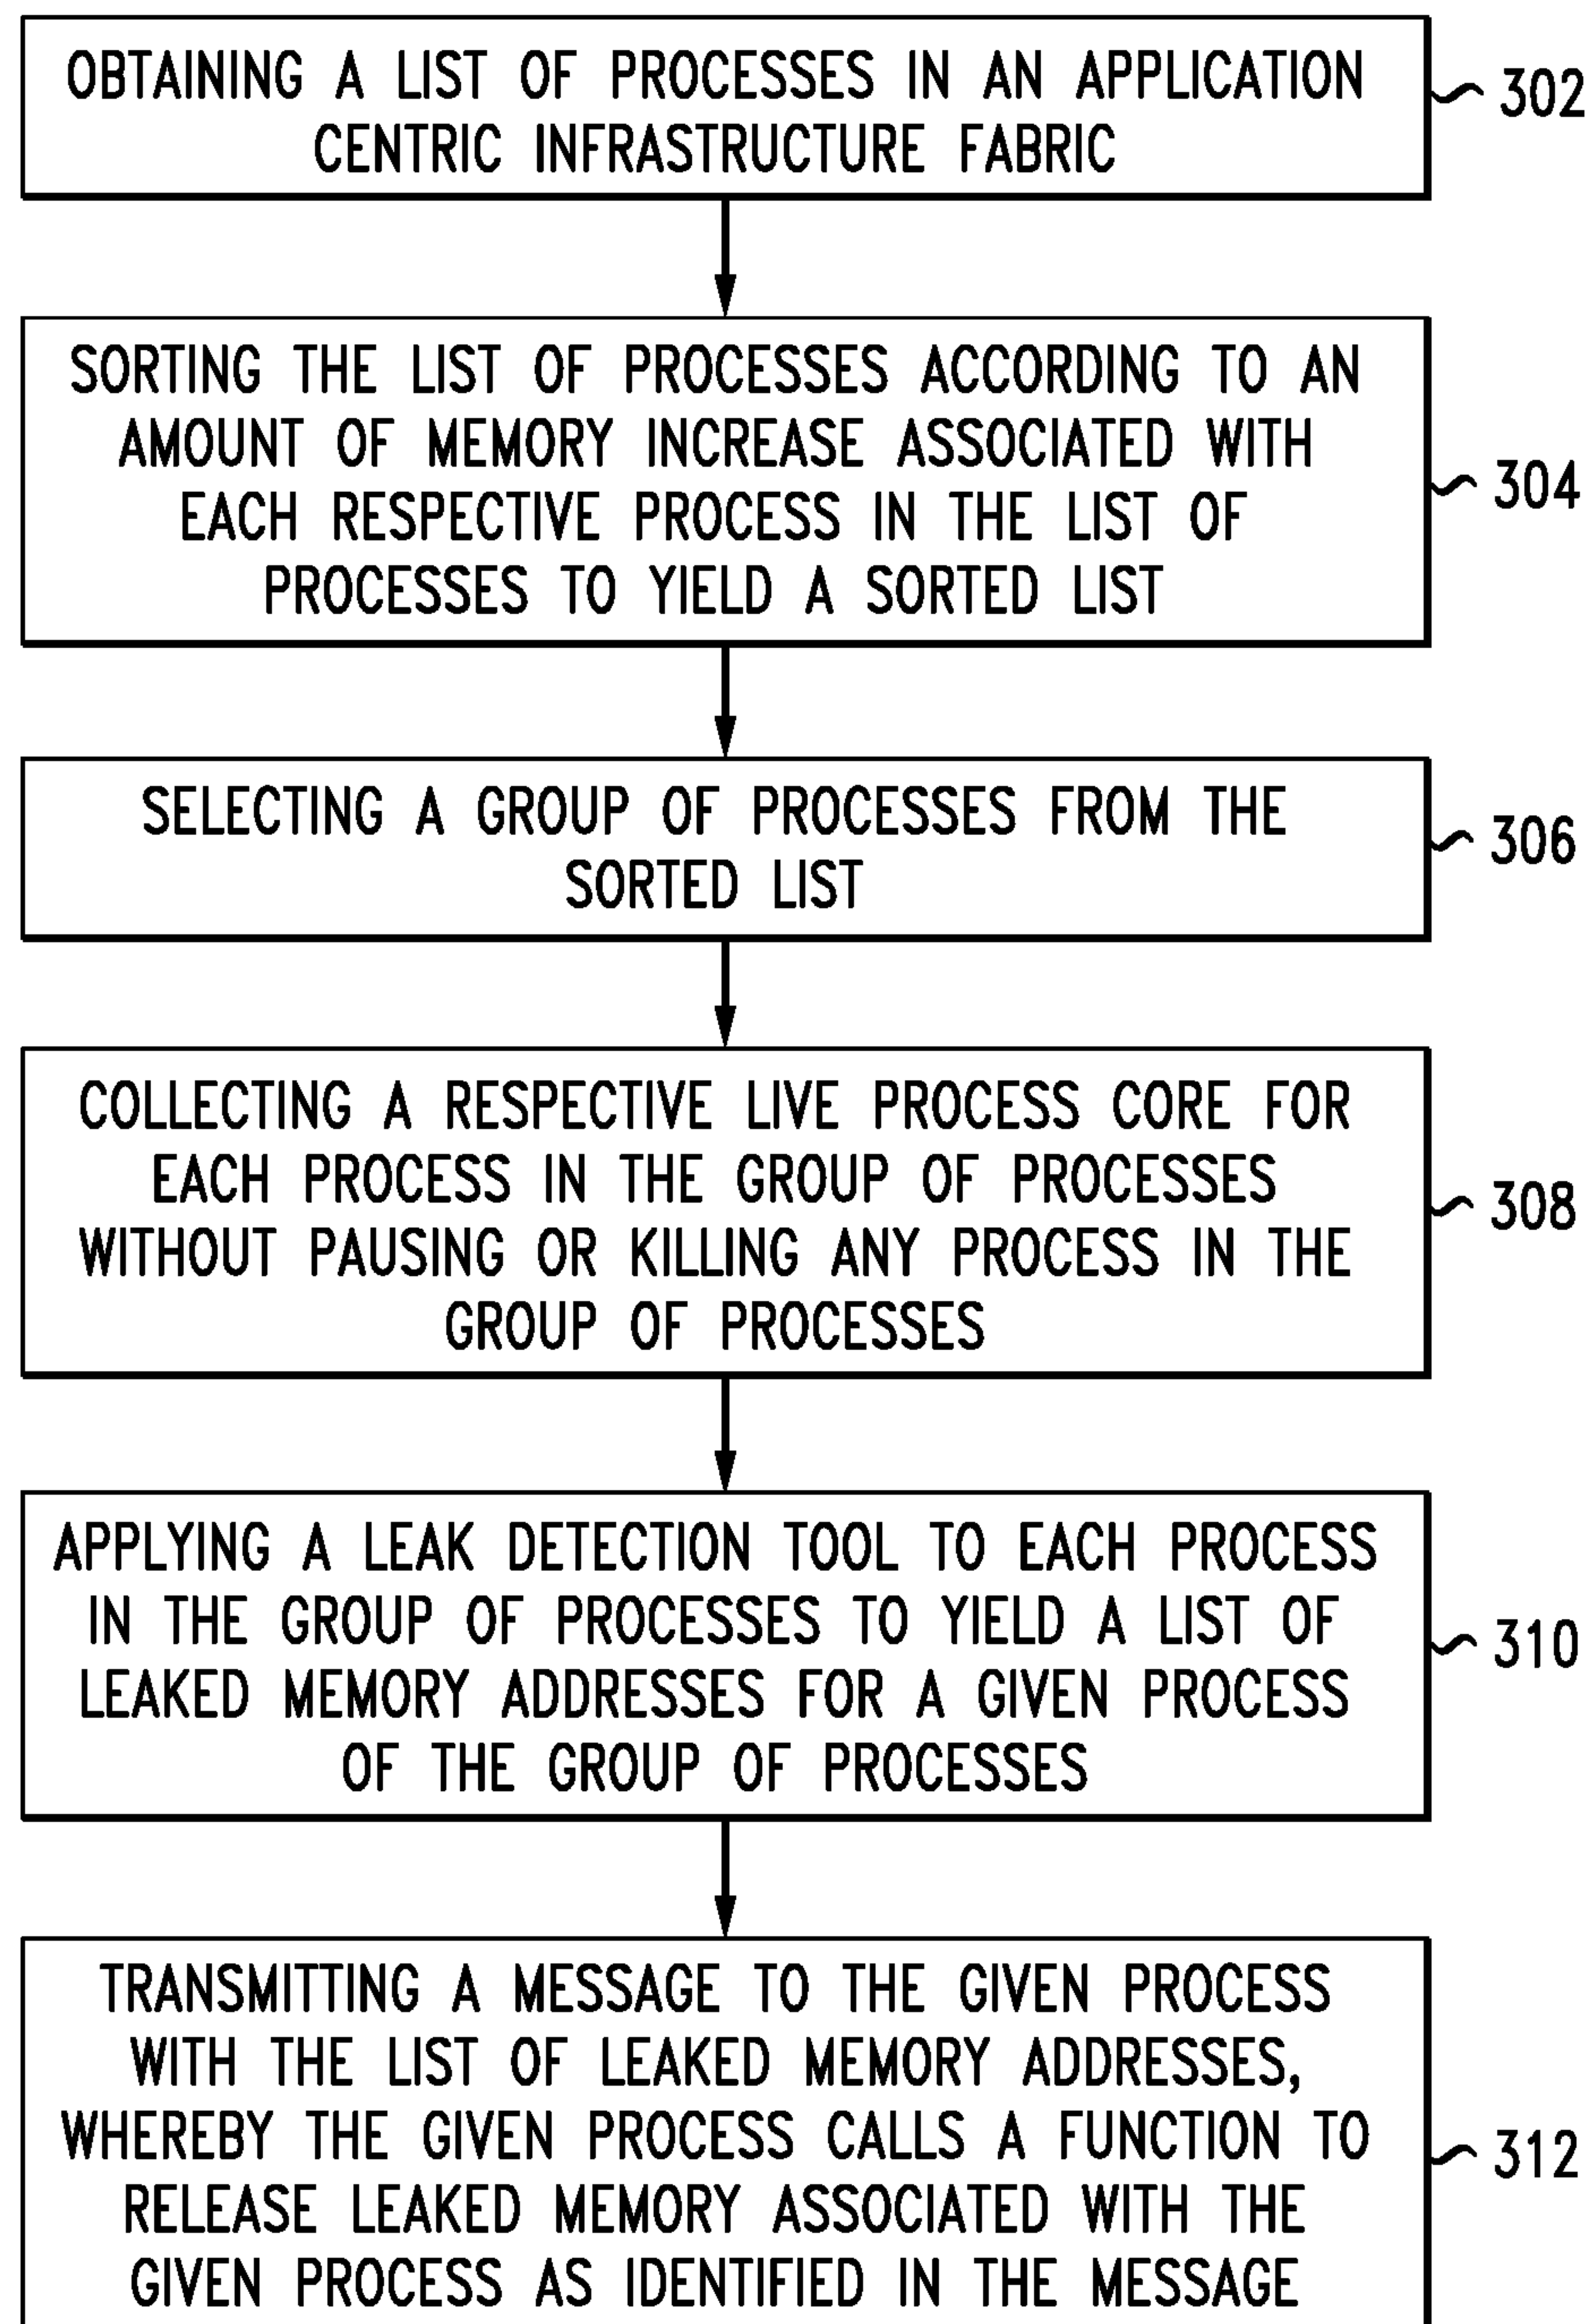 OBTAINING A LIST OF PROCESSES IN AN APPLICATION
CENTRIC INFRASTRUCTURE FABRIC
302
SORTING THE LIST OF PROCESSES ACCORDING TO AN
AMOUNT OF MEMORY INCREASE ASSOCIATED WITH
EACH RESPECTIVE PROCESS IN THE LIST OF
PROCESSES TO YIELD A SORTED LIST
304
SELECTING A GROUP OF PROCESSES FROM THE
SORTED LIST
306
COLLECTING A RESPECTIVE LIVE PROCESS CORE FOR
EACH PROCESS IN THE GROUP OF PROCESSES
WITHOUT PAUSING OR KILLING ANY PROCESS IN THE
GROUP OF PROCESSES
308
APPLYING A LEAK DETECTION TOOL TO EACH PROCESS
IN THE GROUP OF PROCESSES TO YIELD A LIST OF
LEAKED MEMORY ADDRESSES FOR A GIVEN PROCESS
OF THE GROUP OF PROCESSES
310
TRANSMITTING A MESSAGE TO THE GIVEN PROCESS
WITH THE LIST OF LEAKED MEMORY ADDRESSES,
WHEREBY THE GIVEN PROCESS CALLS A FUNCTION TO
RELEASE LEAKED MEMORY ASSOCIATED WITH THE
GIVEN PROCESS AS IDENTIFIED IN THE MESSAGE
312